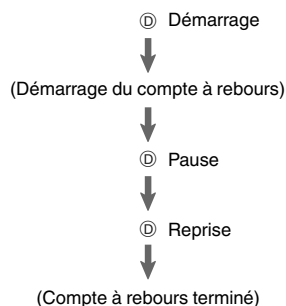 Ⓓ Démarrage
(Démarrage du compte à rebours)
Ⓓ Pause
Ⓓ Reprise
(Compte à rebours terminé)